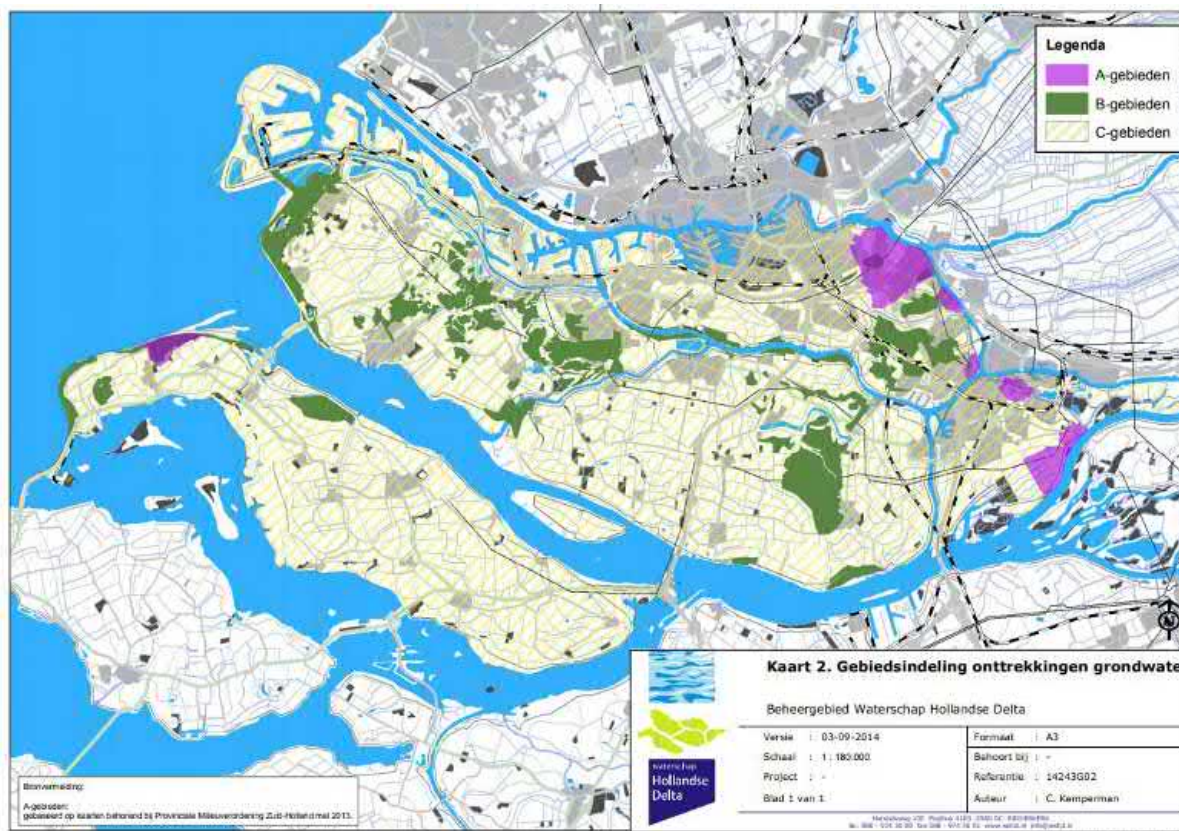 Legenda
A-gebieden
B-gebieden
C-gebieden
N
Kaart 2. Gebiedsindeling onttrekkingen grondwate
Beheergebied Waterschap Hollandse Delta
Versie : 03-09-2014
Formaat : A3
Schaal : 1 : 180.000
Behoort bij : -
Project : -
Referentie : 14243G02
Blad 1 van 1
Auteur : C. Kemperman
waterschap
Hollandse
Delta
Bronvermelding:
A-gebieden:
gebaseerd op kaarten behorend bij Provinciale Milieuverordening Zuid-Holland mei 2013.